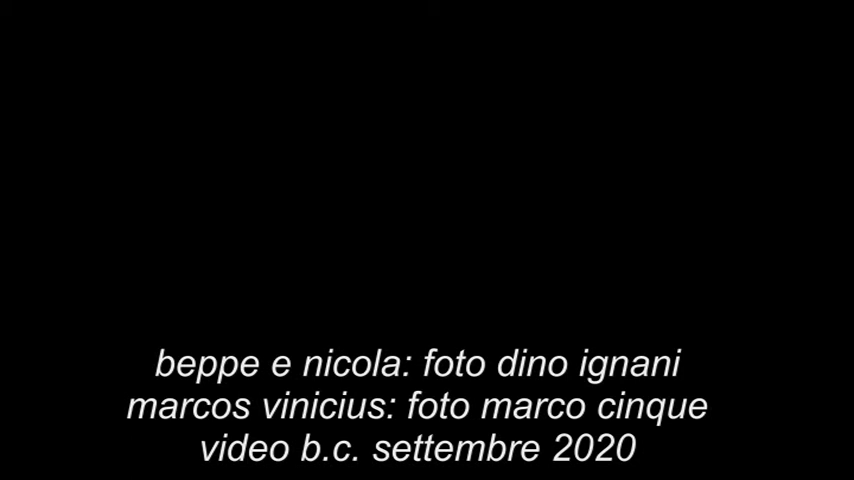 beppe e nicola: foto dino ignani
marcos vinicius: foto marco cinque
video b.c. settembre 2020